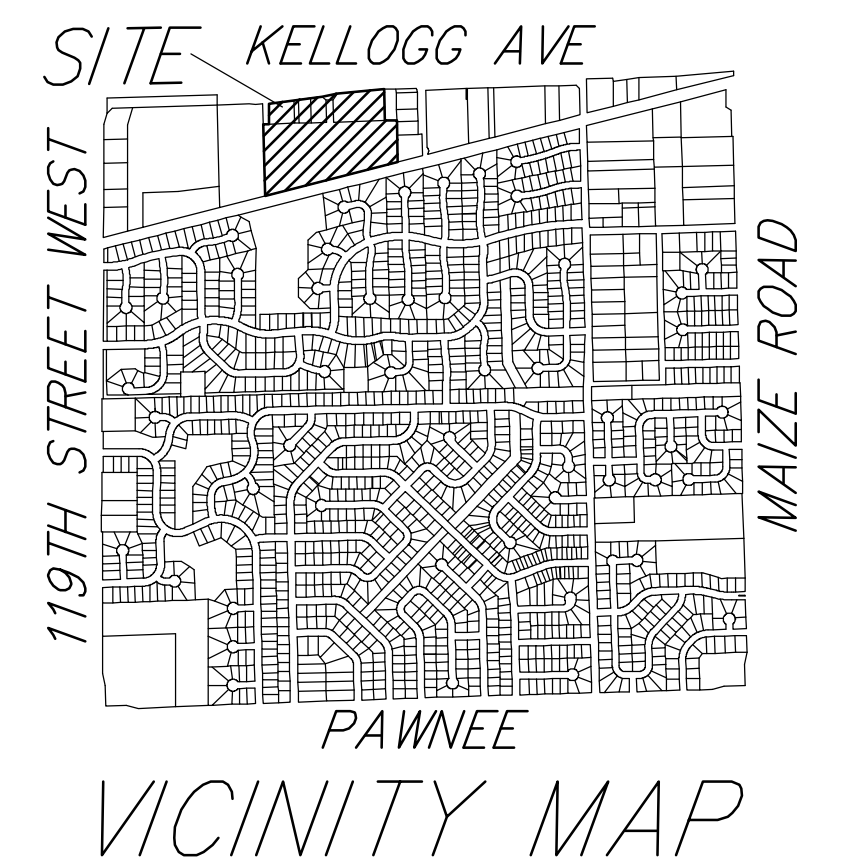 SITE
KELLOGG AVE
119TH STREET WEST
MAIZE ROAD
PAWNEE
VICINITY MAP